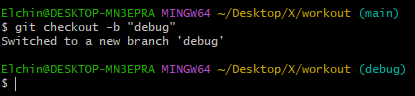 Elchin@DESKTOP-MN3EPRA MINGW64 ~/Desktop/X/workout (main)
$ git checkout -b "debug"
Switched to a new branch 'debug'
Elchin@DESKTOP-MN3EPRA MINGW64 ~/Desktop/X/workout (debug)
$